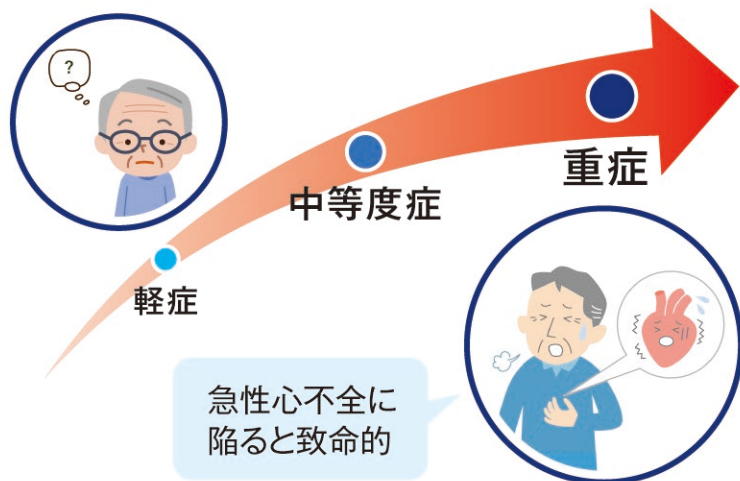 ?
重症
中等度症
軽症
急性心不全に
陥ると致命的